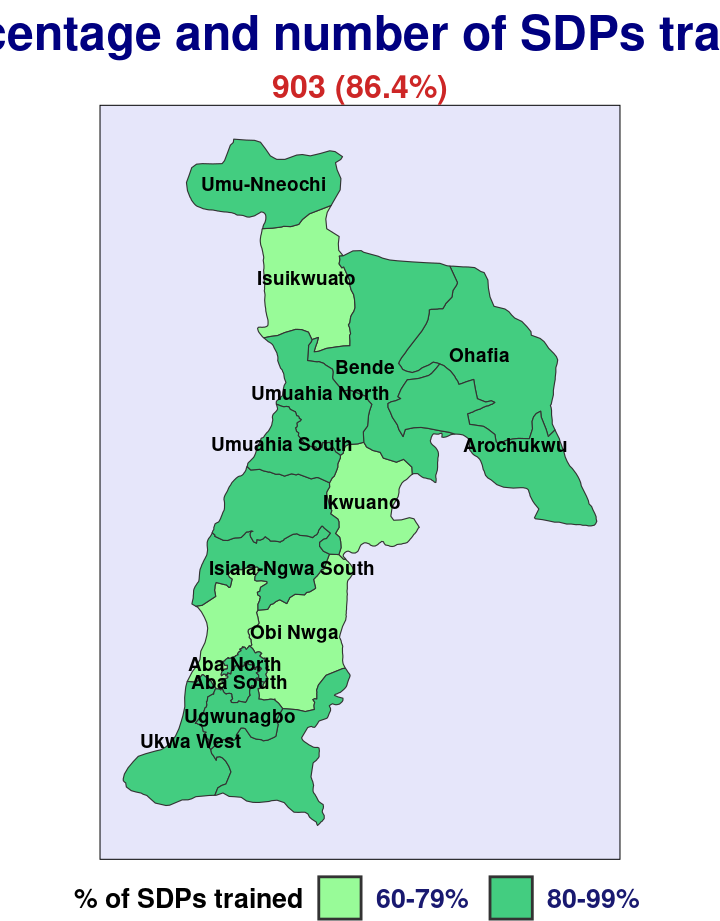 centage and number of SDPs tra
903 (86.4%)
Umu-Nneochi
Isuikwuato
Ohafia
Bende
Umuahia North
Umuahia South
Arochukwu
Ikwuano
Isiala-Ngwa South
Obi Nwga
Aba North
Aba South
Ugwunagbo
Ukwa West
% of SDPs trained 60-79% 80-99%